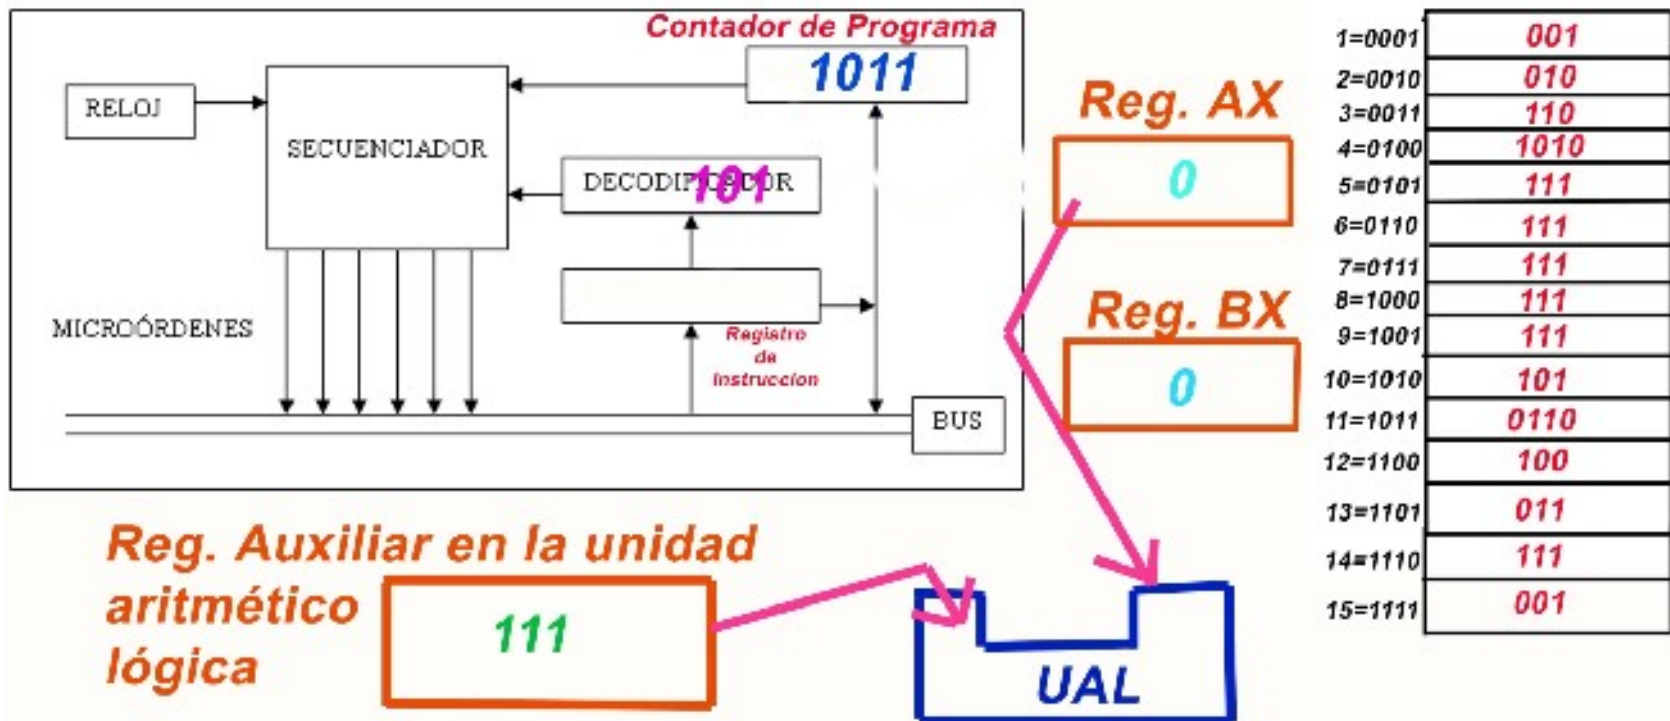 Contador de Programa
1011
RELOJ
SECUENCIADOR
DECODIFICADOR
101
MICROÓRDENES
Registro
de
Instruccion
BUS
Reg. AX
0
Reg. BX
0
Reg. Auxiliar en la unidad
aritmético
lógica
111
UAL
1=0001 001
2=0010 010
3=0011 110
4=0100 1010
5=0101 111
6=0110 111
7=0111 111
8=1000 111
9=1001 111
10=1010 101
11=1011 0110
12=1100 100
13=1101 011
14=1110 111
15=1111 001